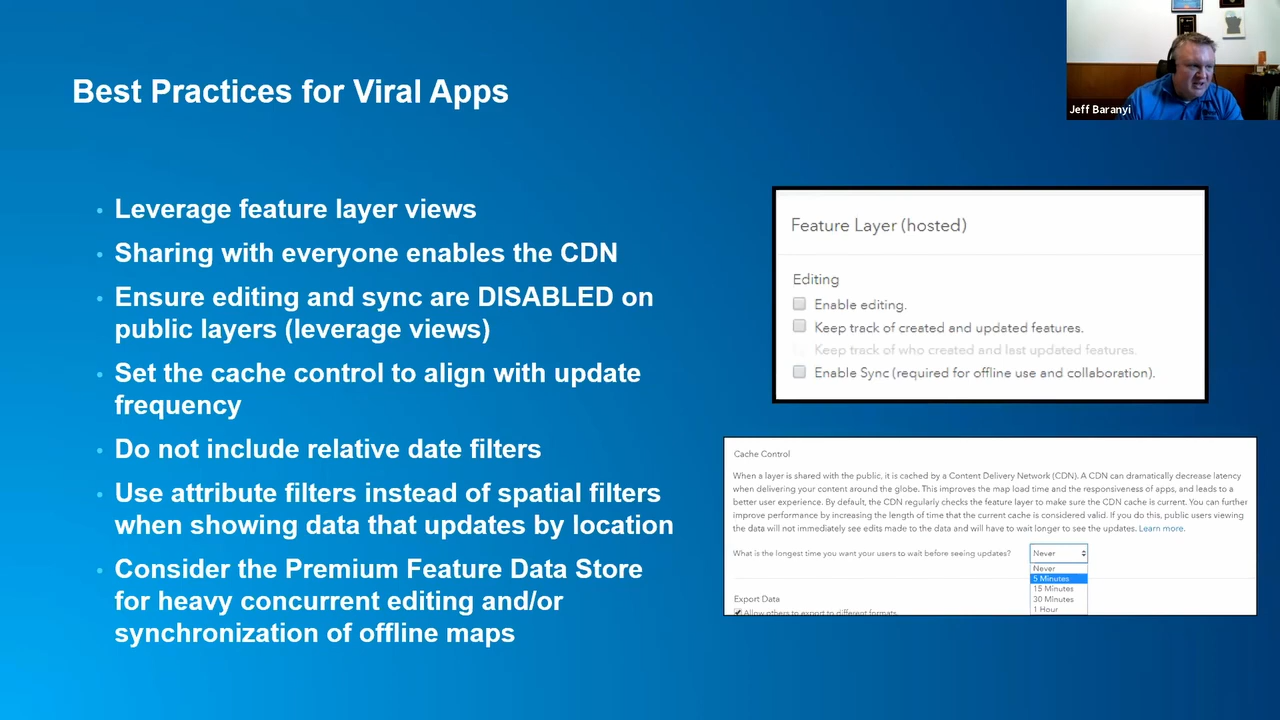 Best Practices for Viral Apps
Jeff Baranyi
Leverage feature layer views
Sharing with everyone enables the CDN
Ensure editing and sync are DISABLED on
public layers (leverage views)
Set the cache control to align with update
frequency
Do not include relative date filters
Use attribute filters instead of spatial filters
when showing data that updates by location
Consider the Premium Feature Data Store
for heavy concurrent editing and/or
synchronization of offline maps
Feature Layer (hosted)
Editing
Enable editing.
Keep track of created and updated features.
Keep track of who created and last updated features.
Enable Sync (required for offline use and collaboration).
Cache Control
When a layer is shared with the public, it is cached by a Content Delivery Network (CDN). A CDN can dramatically decrease latency
when delivering your content around the globe. This improves the map load time and the responsiveness of apps, and leads to a
better user experience. By default, the CDN regularly checks the feature layer to make sure the CDN cache is current. You can further
improve performance by increasing the length of time that the current cache is considered valid. If you do this, public users viewing
the data will not immediately see edits made to the data and will have to wait longer to see the updates. Learn more.
What is the longest time you want your users to wait before seeing updates? Never
Never
5 Minutes
15 Minutes
30 Minutes
1 Hour
Export Data
Allow others to export to different formats.